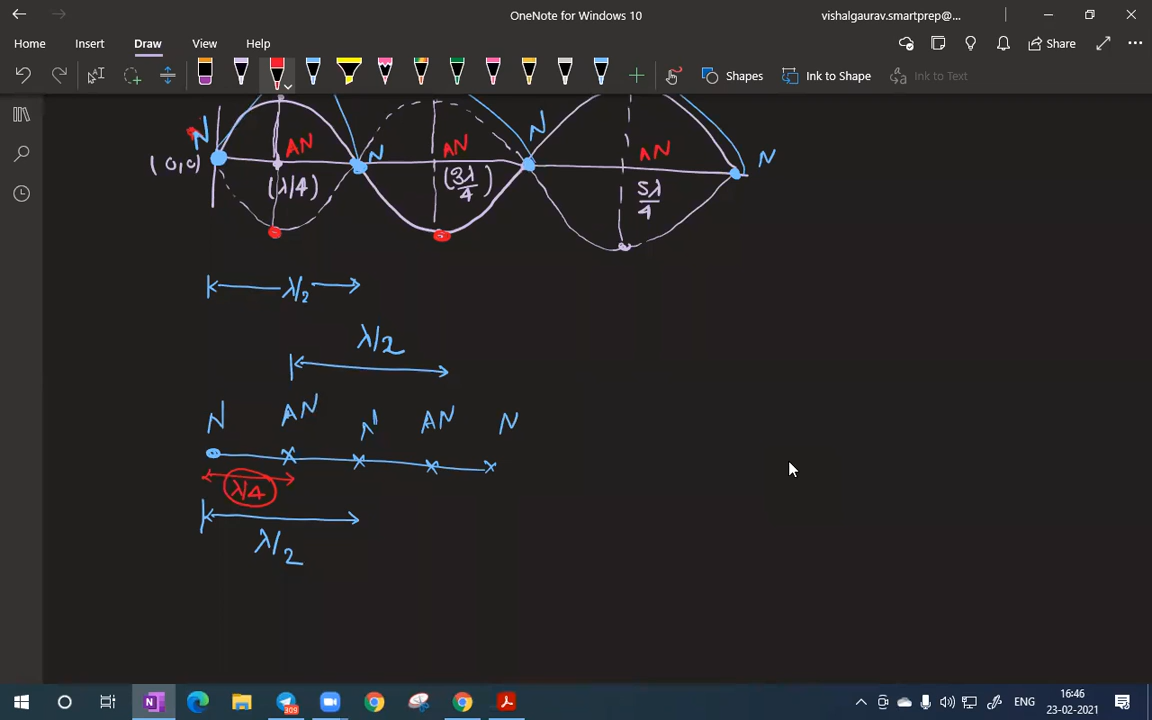 OneNote for Windows 10
vishalgaurav.smartprep@...
Home Insert Draw View Help
Share
Shapes Ink to Shape Ink to Text
N AN N AN N AN N
(0,0) (λ/4) (3λ/4) 5λ/4
λ/2
λ/2
N AN N AN N
λ/4
λ/2
309
ENG
16:46
23-02-2021